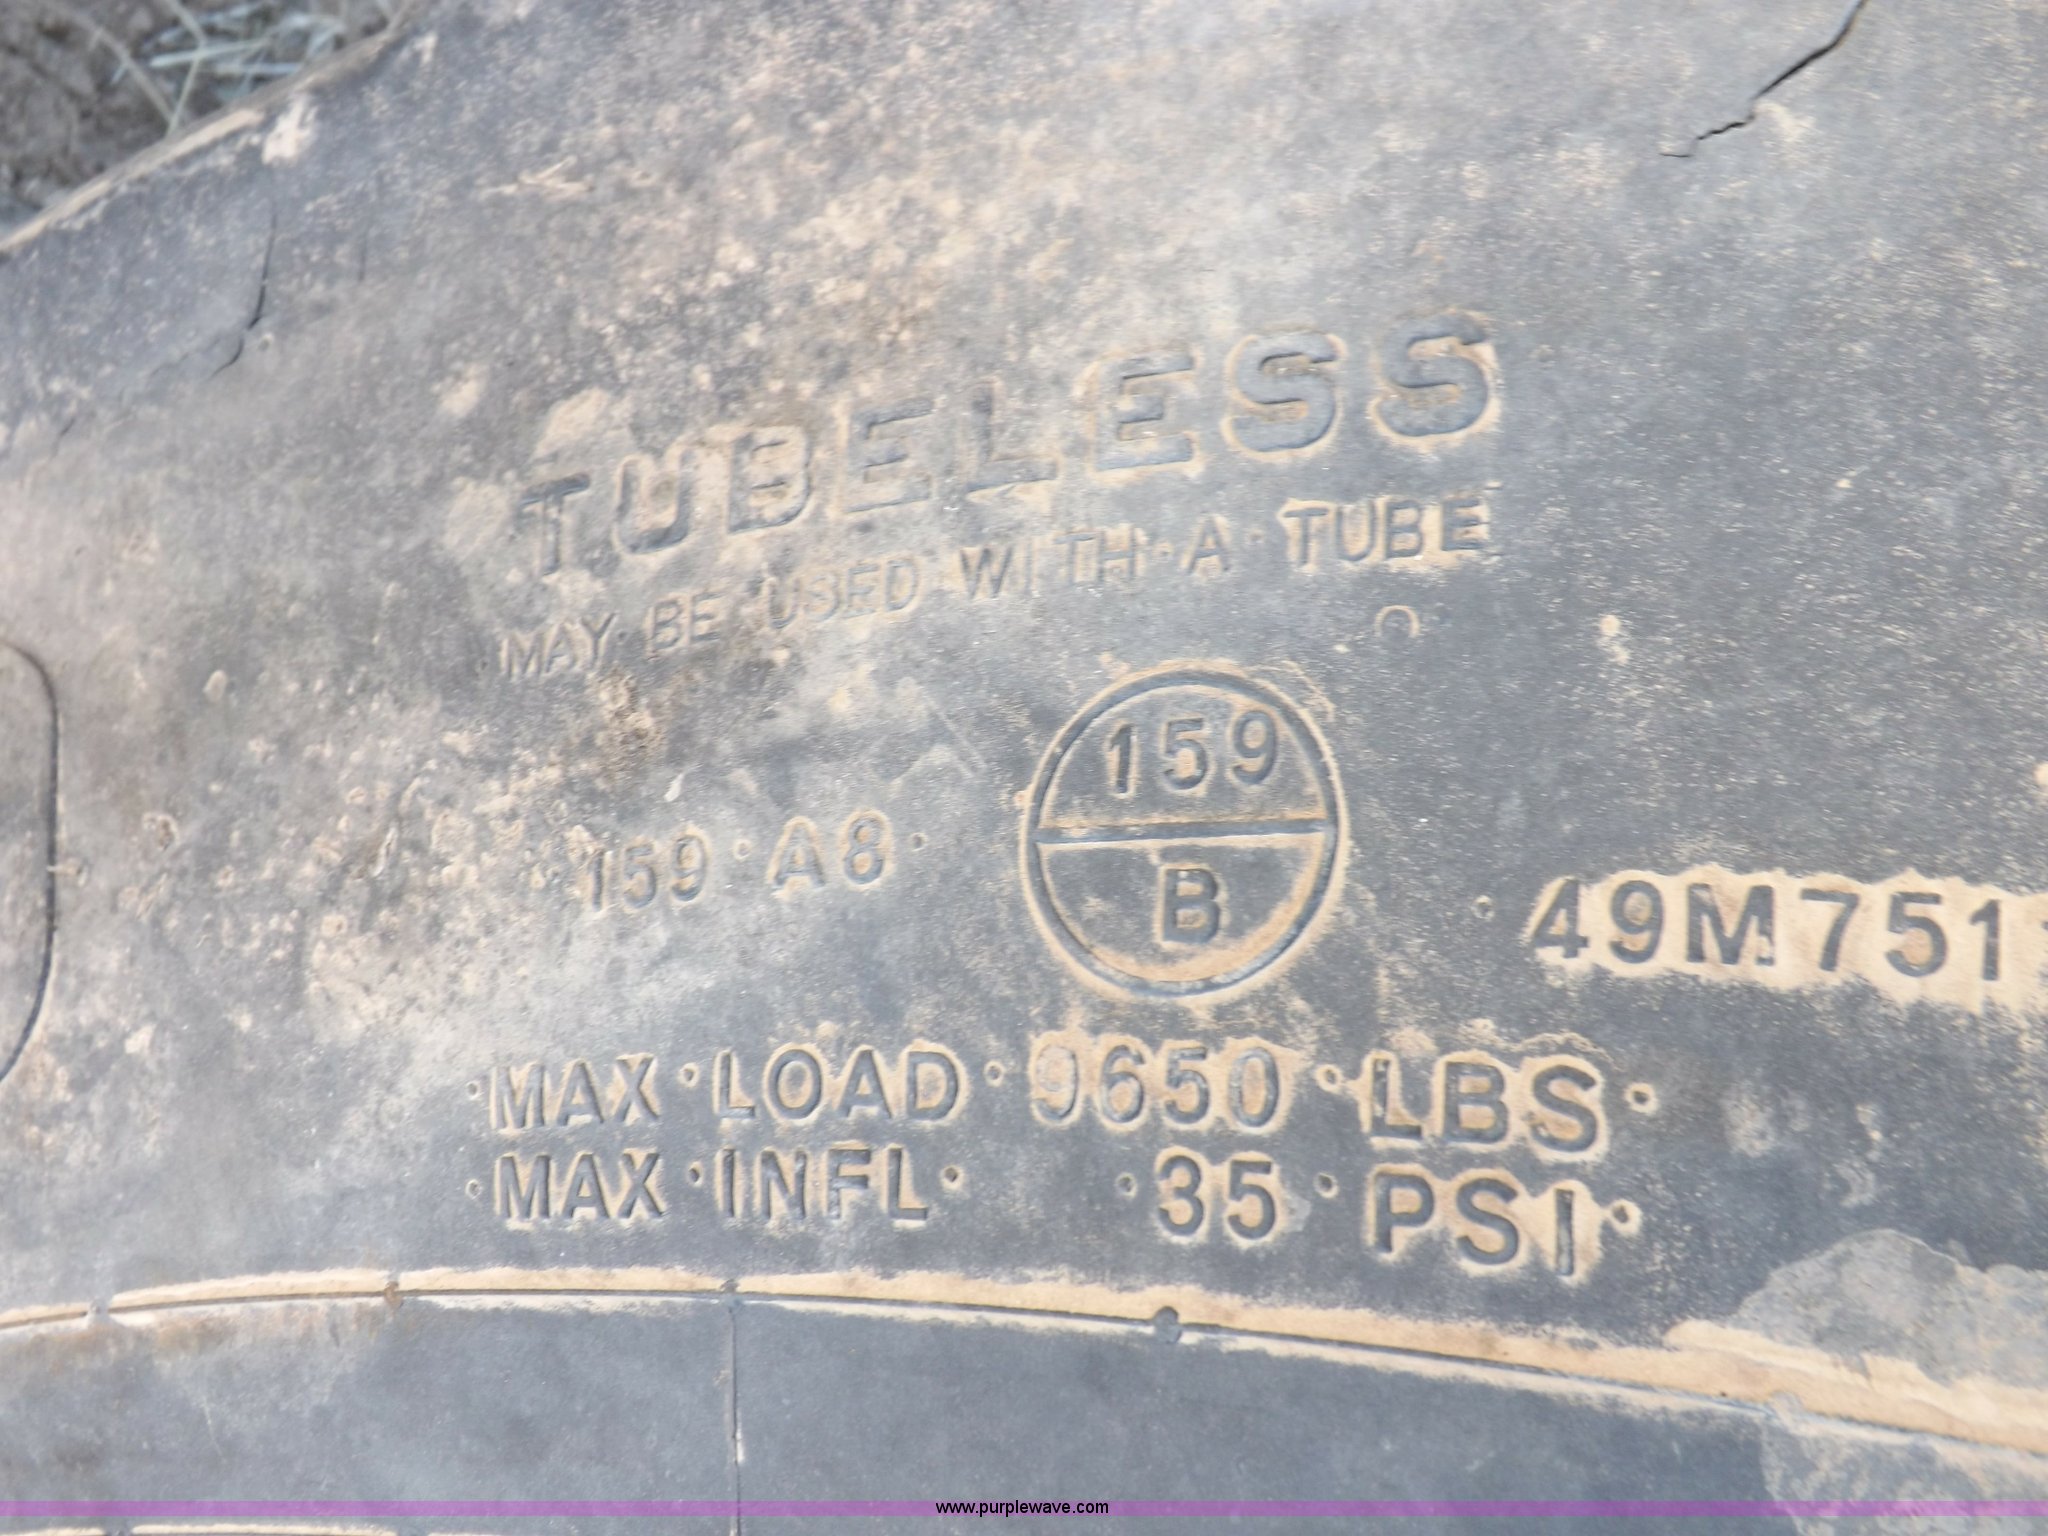 TUBELESS
MAY·BE USED WITH·A·TUBE
159·A8·
159
B
49M751
·MAX·LOAD·9650·LBS·
·MAX·INFL· ·35·PSI·
www.purplewave.com